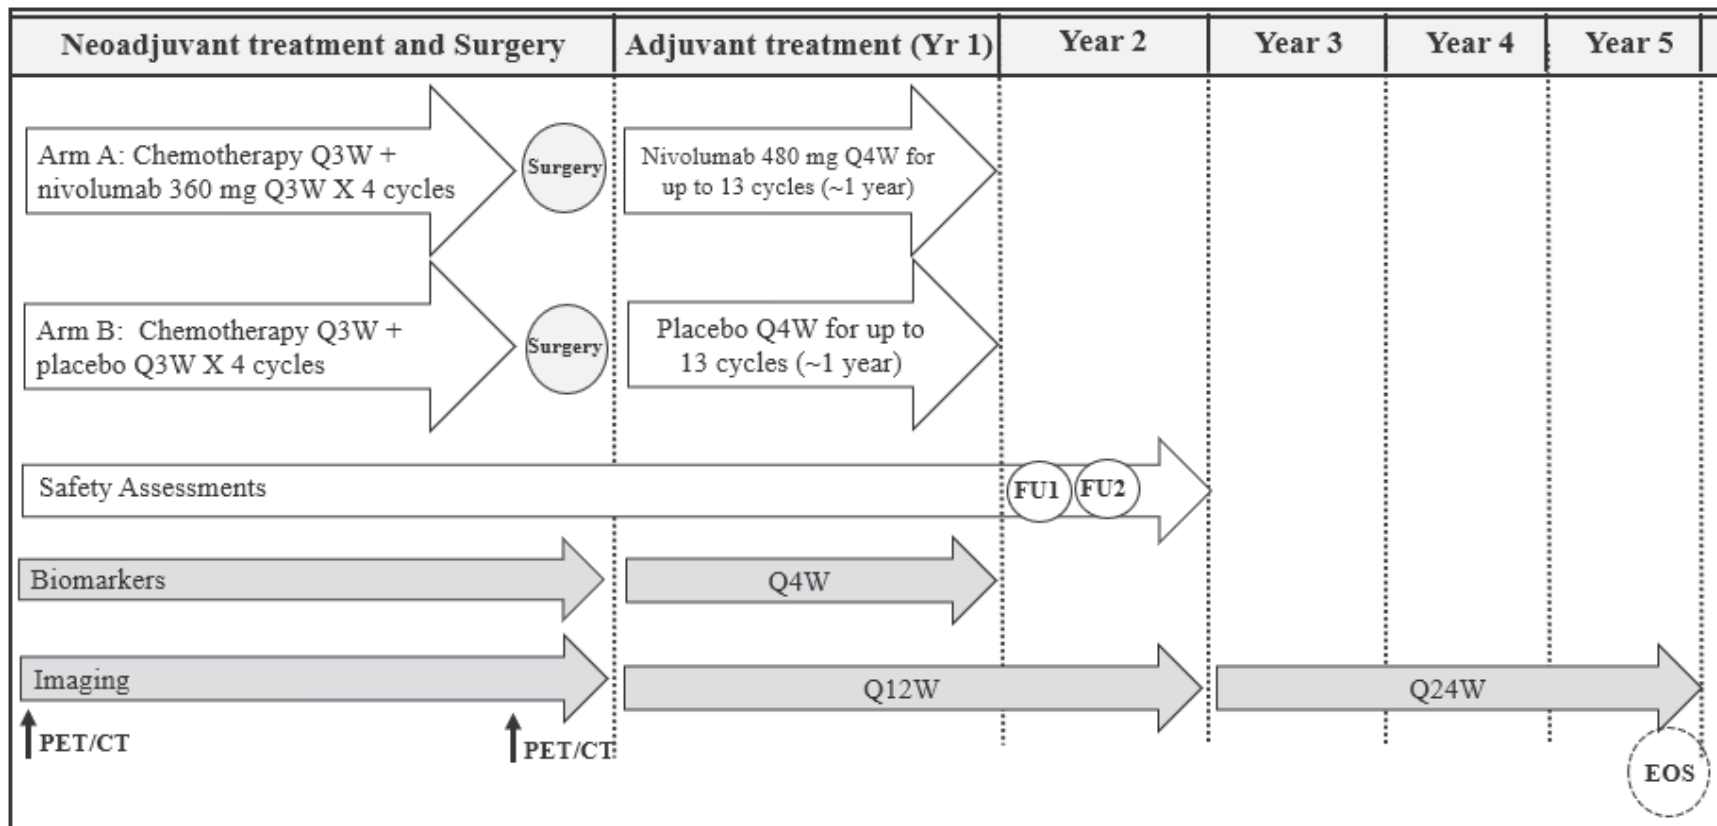 Neoadjuvant treatment and Surgery
Adjuvant treatment (Yr 1)
Year 2
Year 3
Year 4
Year 5
Arm A: Chemotherapy Q3W +
nivolumab 360 mg Q3W X 4 cycles
Surgery
Nivolumab 480 mg Q4W for
up to 13 cycles (~1 year)
Arm B:  Chemotherapy Q3W +
placebo Q3W X 4 cycles
Surgery
Placebo Q4W for up to
13 cycles (~1 year)
Safety Assessments
FU1
FU2
Biomarkers
Q4W
Imaging
Q12W
Q24W
PET/CT
PET/CT
EOS